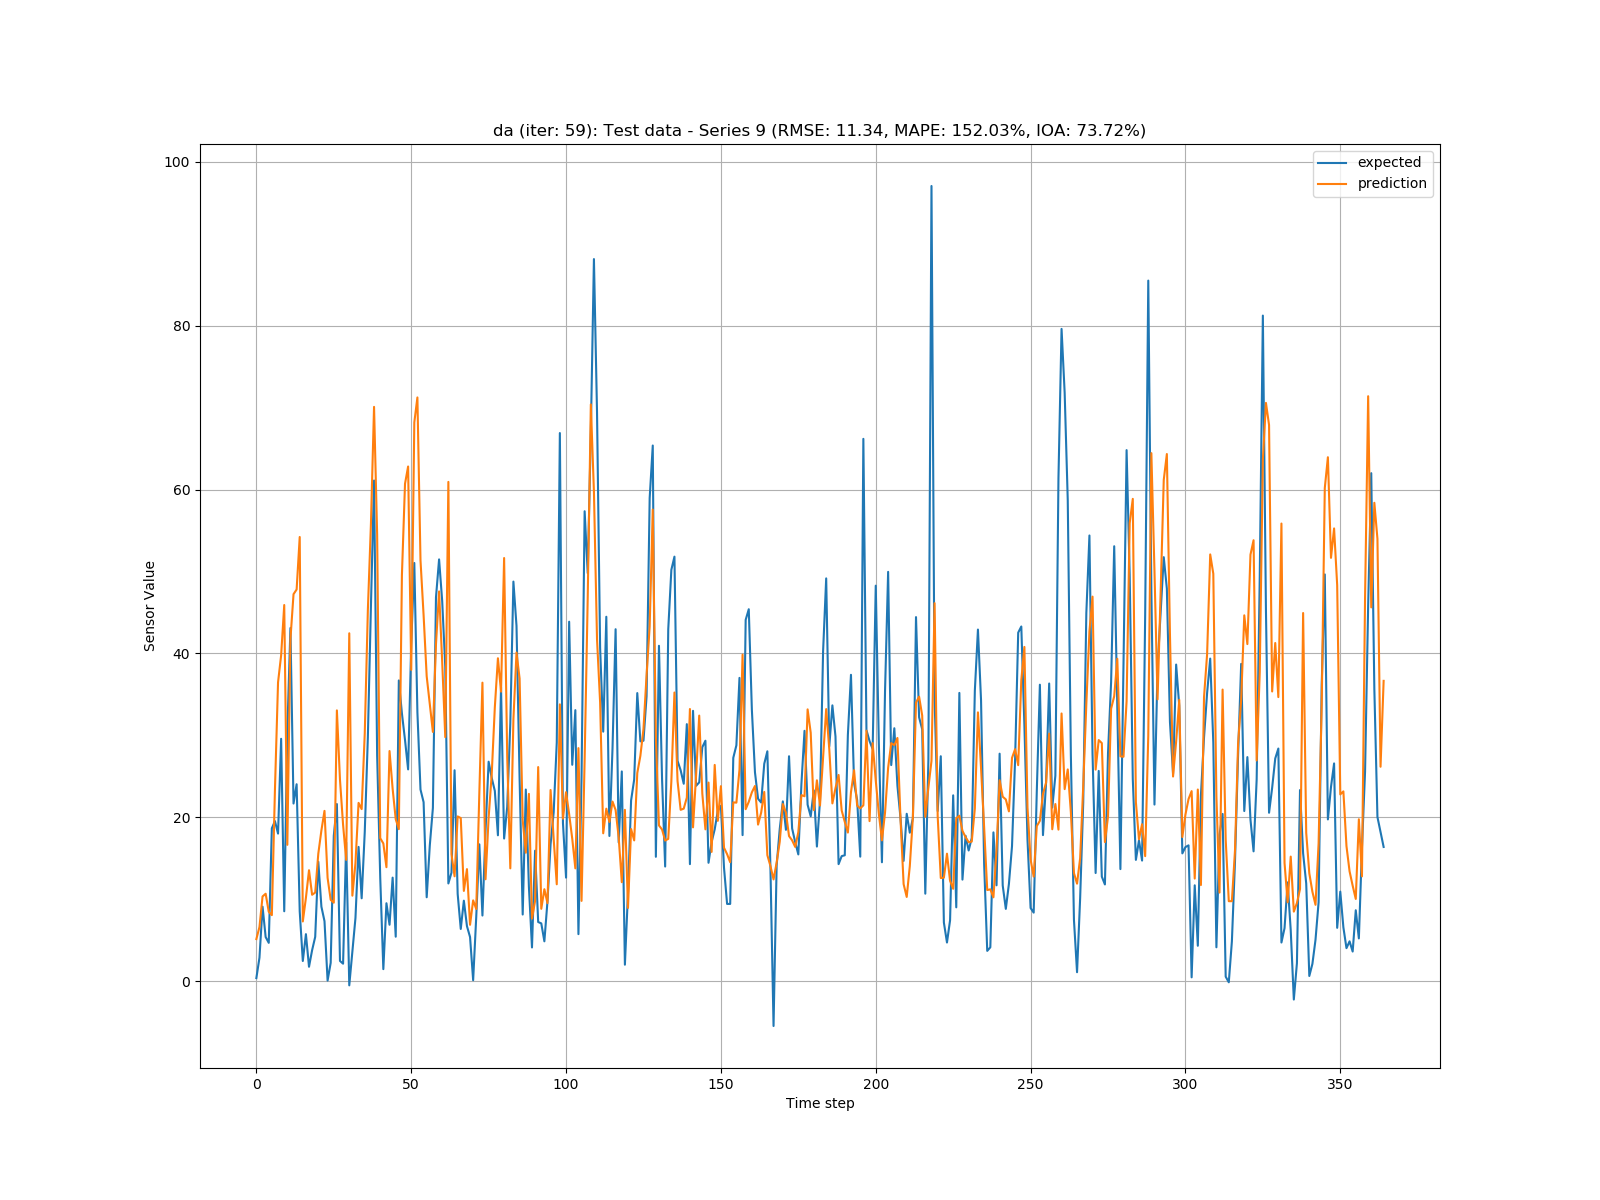 da (iter: 59): Test data - Series 9 (RMSE: 11.34, MAPE: 152.03%, IOA: 73.72%)
expected
prediction
100
80
60
40
20
0
Sensor Value
0 50 100 150 200 250 300 350
Time step